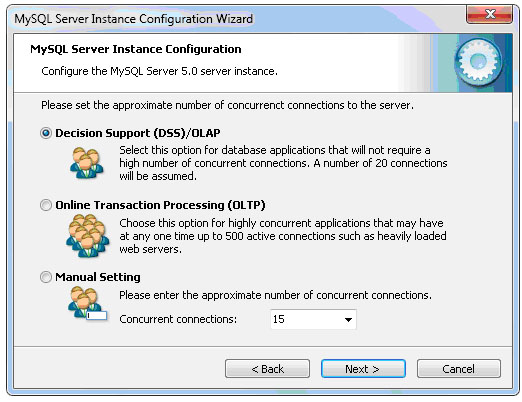 MySQL Server Instance Configuration Wizard
MySQL Server Instance Configuration
Configure the MySQL Server 5.0 server instance.
Please set the approximate number of concurrenct connections to the server.
Decision Support (DSS)/OLAP
Select this option for database applications that will not require a
high number of concurrent connections. A number of 20 connections
will be assumed.
Online Transaction Processing (OLTP)
Choose this option for highly concurrent applications that may have
at any one time up to 500 active connections such as heavily loaded
web servers.
Manual Setting
Please enter the approximate number of concurrent connections.
Concurrent connections: 15
< Back Next > Cancel